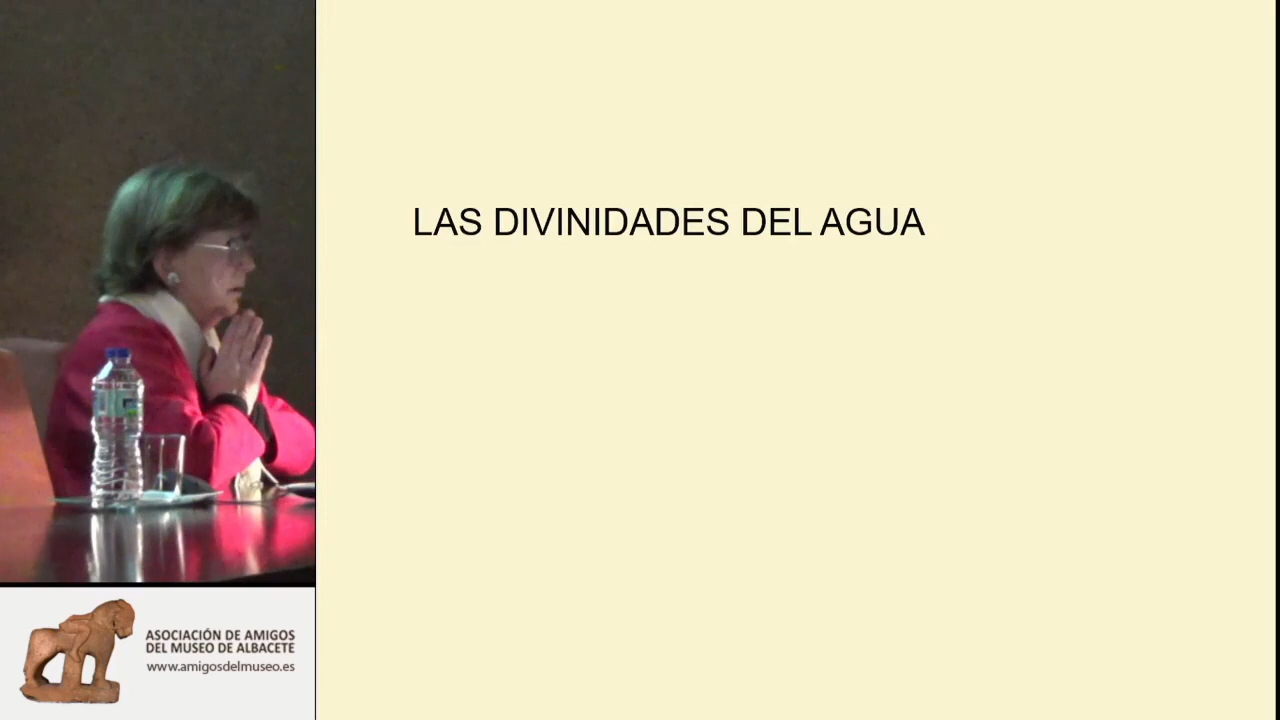 LAS DIVINIDADES DEL AGUA
ASOCIACIÓN DE AMIGOS
DEL MUSEO DE ALBACETE
www.amigosdelmuseo.es